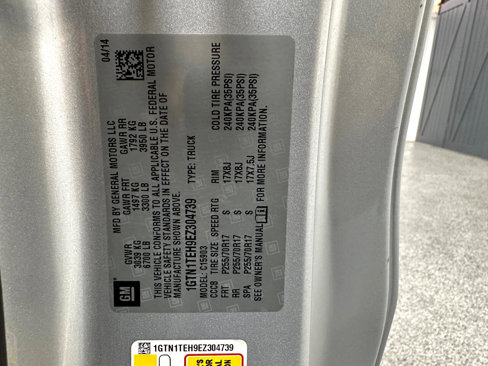 04/14
MFD BY GENERAL MOTORS LLC
GVWR GAWR FRT GAWR RR
3039 KG 1497 KG 1792 KG
6700 LB 3300 LB 3950 LB
THIS VEHICLE CONFORMS TO ALL APPLICABLE U.S. FEDERAL MOTOR
VEHICLE SAFETY STANDARDS IN EFFECT ON THE DATE OF
MANUFACTURE SHOWN ABOVE.
1GTN1TEH9EZ304739 TYPE: TRUCK
MODEL: C15903
CCCB TIRE SIZE SPEED RTG RIM COLD TIRE PRESSURE
FRT P255/70R17 S 17X8J 240KPA(35PSI)
RR P255/70R17 S 17X8J 240KPA(35PSI)
SPA P255/70R17 S 17X7.5J 240KPA(35PSI)
SEE OWNER'S MANUAL FOR MORE INFORMATION.
GM
GM
1GTN1TEH9EZ304739